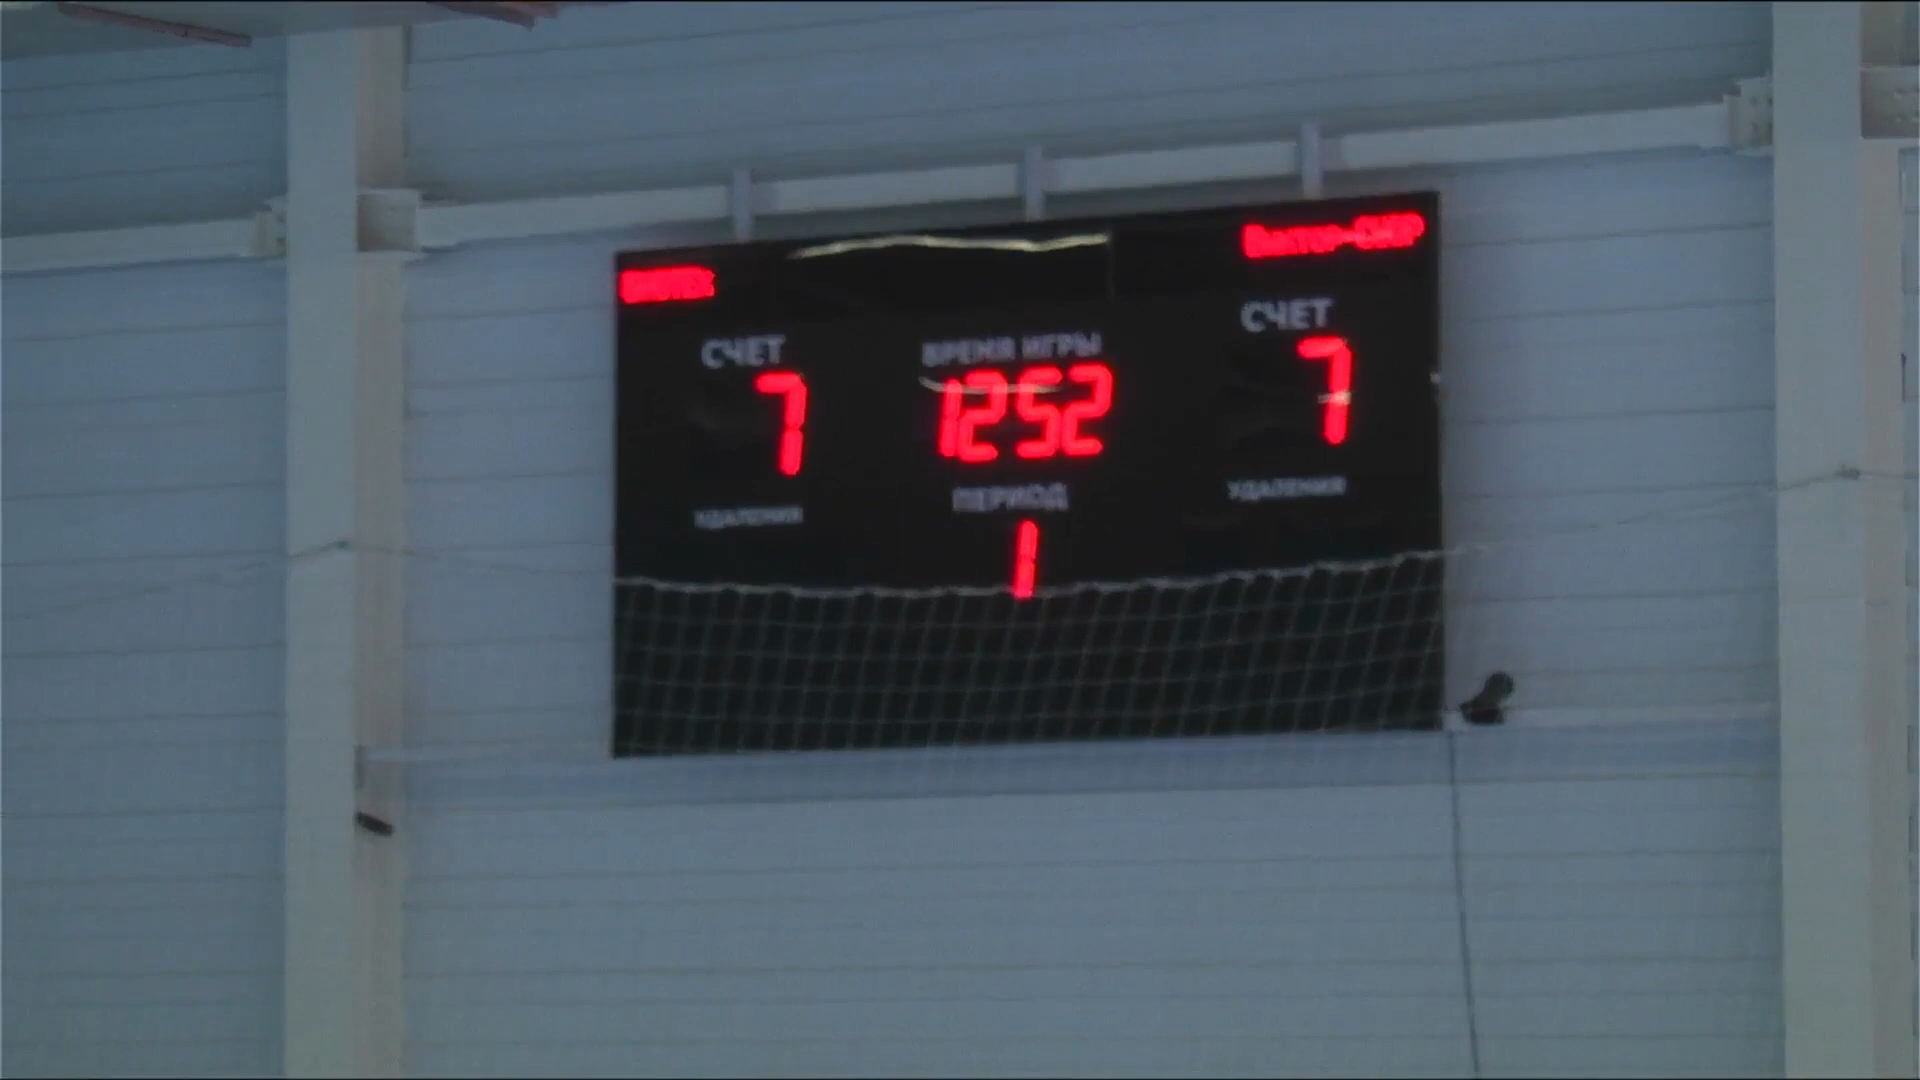 СЧЕТ
ВРЕМЯ ИГРЫ
СЧЕТ
7
1252
7
УДАЛЕНИЯ
ПЕРИОД
УДАЛЕНИЯ
1